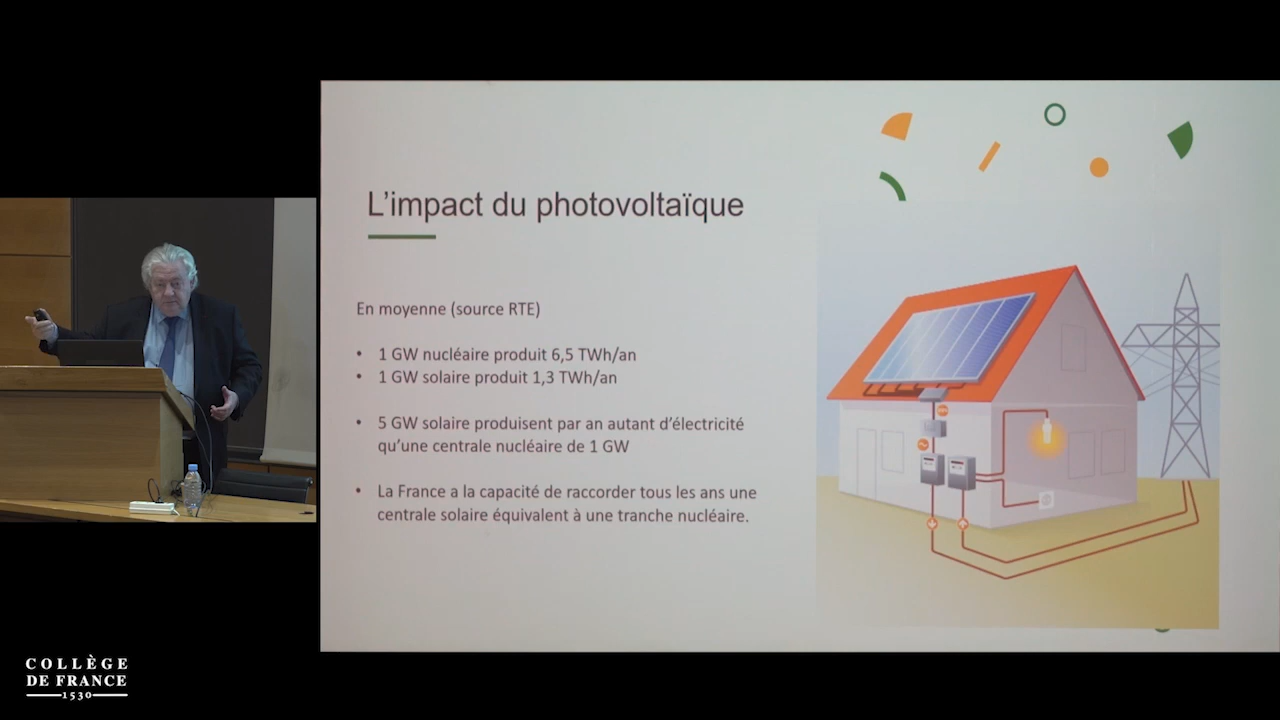 L'impact du photovoltaïque
En moyenne (source RTE)
• 1 GW nucléaire produit 6,5 TWh/an
• 1 GW solaire produit 1,3 TWh/an
• 5 GW solaire produisent par an autant d'électricité
qu'une centrale nucléaire de 1 GW
• La France a la capacité de raccorder tous les ans une
centrale solaire équivalent à une tranche nucléaire.
COLLÈGE
DE FRANCE
1530